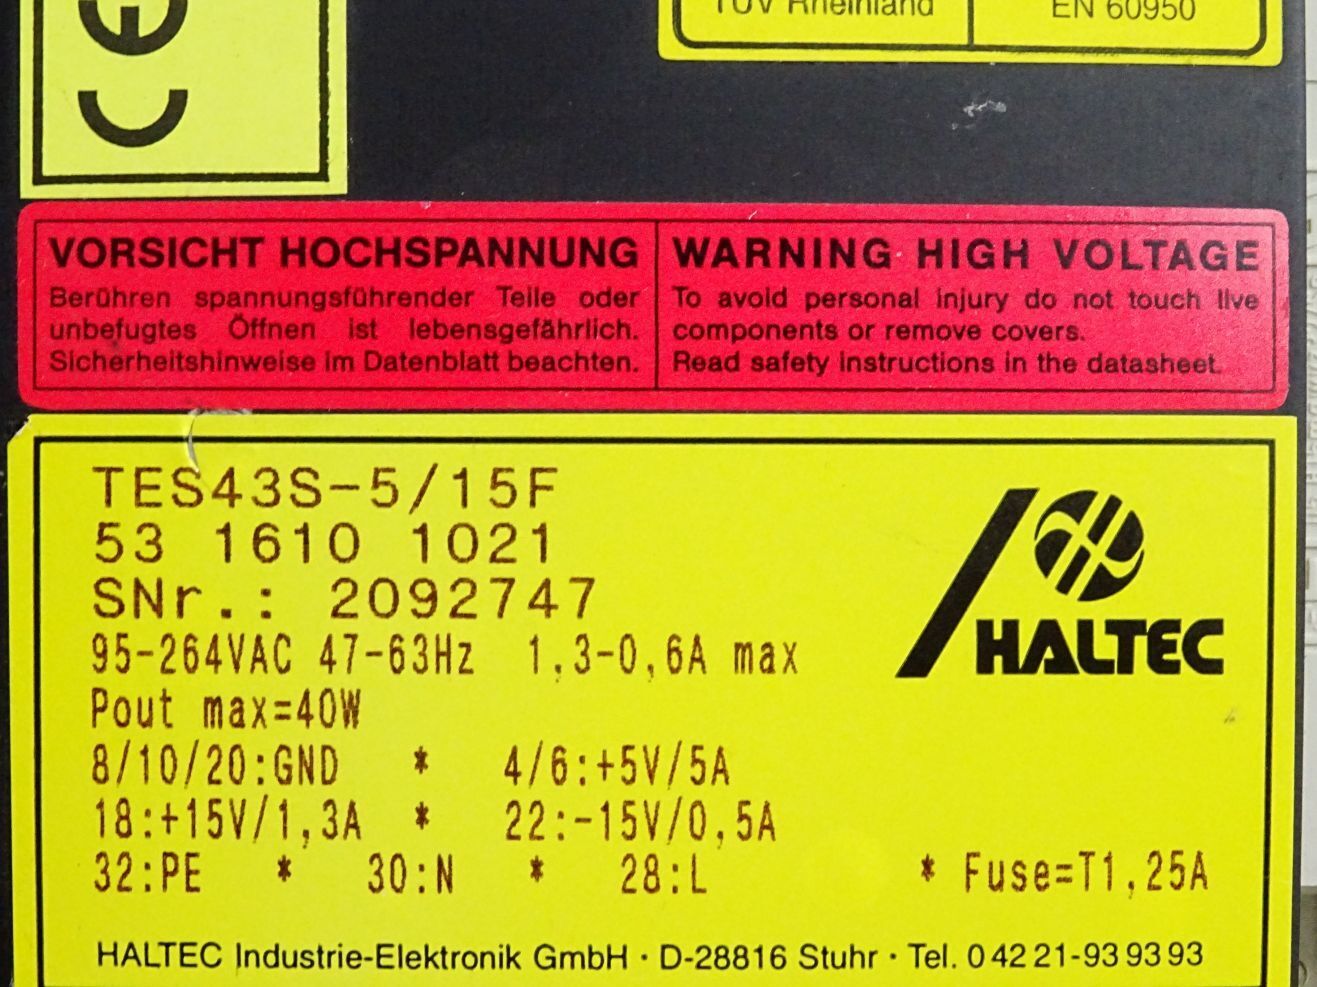 CE
TÜV Rheinland
EN 60950
VORSICHT HOCHSPANNUNG
Berühren spannungsführender Teile oder
unbefugtes Öffnen ist lebensgefährlich.
Sicherheitshinweise im Datenblatt beachten.
WARNING HIGH VOLTAGE
To avoid personal injury do not touch live
components or remove covers.
Read safety instructions in the datasheet.
TES43S-5/15F
53 1610 1021
SNr.: 2092747
95-264VAC 47-63Hz 1,3-0,6A max
Pout max=40W
8/10/20:GND * 4/6:+5V/5A
18:+15V/1,3A * 22:-15V/0,5A
32:PE * 30:N * 28:L * Fuse=T1,25A
HALTEC
HALTEC Industrie-Elektronik GmbH · D-28816 Stuhr · Tel. 0 42 21-93 93 93